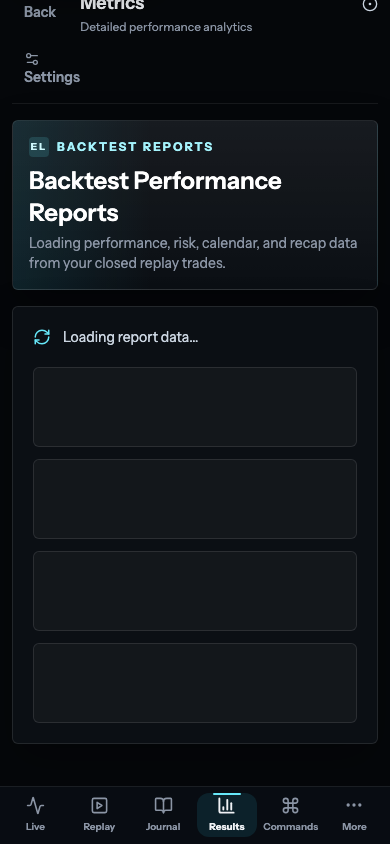 Metrics
Back
Detailed performance analytics
Settings
EL BACKTEST REPORTS
Backtest Performance
Reports
Loading performance, risk, calendar, and recap data
from your closed replay trades.
Loading report data...
Live Replay Journal Results Commands More